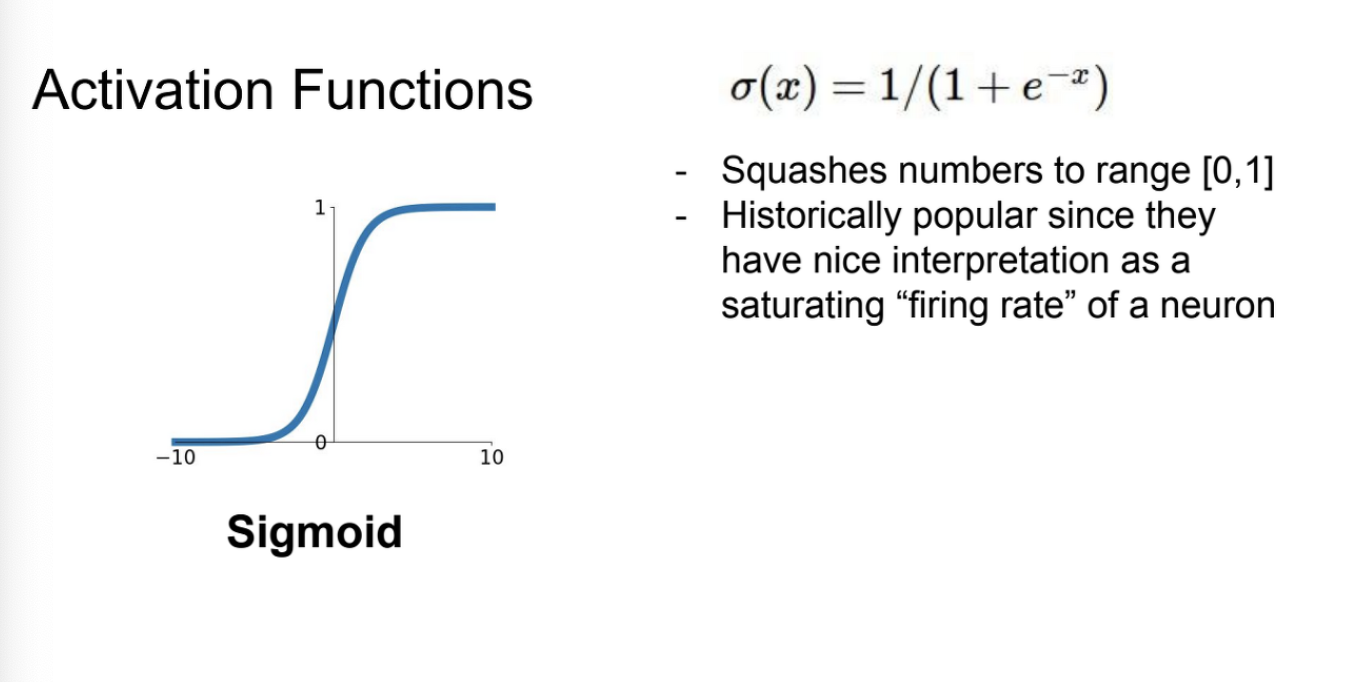 Activation Functions
σ(x) = 1/(1 + e⁻ˣ)
- Squashes numbers to range [0,1]
- Historically popular since they
have nice interpretation as a
saturating “firing rate” of a neuron
1
0
−10
10
Sigmoid